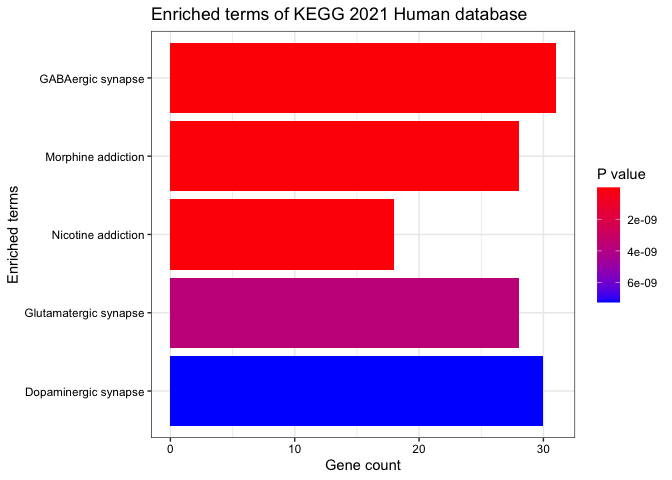 Enriched terms of KEGG 2021 Human database
GABAergic synapse
Morphine addiction
Nicotine addiction
Glutamatergic synapse
Dopaminergic synapse
Enriched terms
0
10
20
30
Gene count
P value
2e-09
4e-09
6e-09